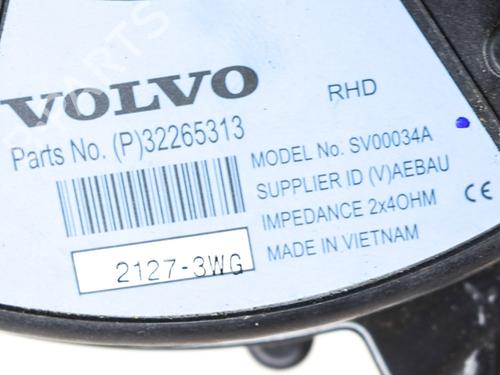 VOLVO
RHD
Parts No. (P)32265313
MODEL No. SV00034A
SUPPLIER ID (V)AEBAU
IMPEDANCE 2x4OHM
MADE IN VIETNAM
CE
2127-3WG
PARTS